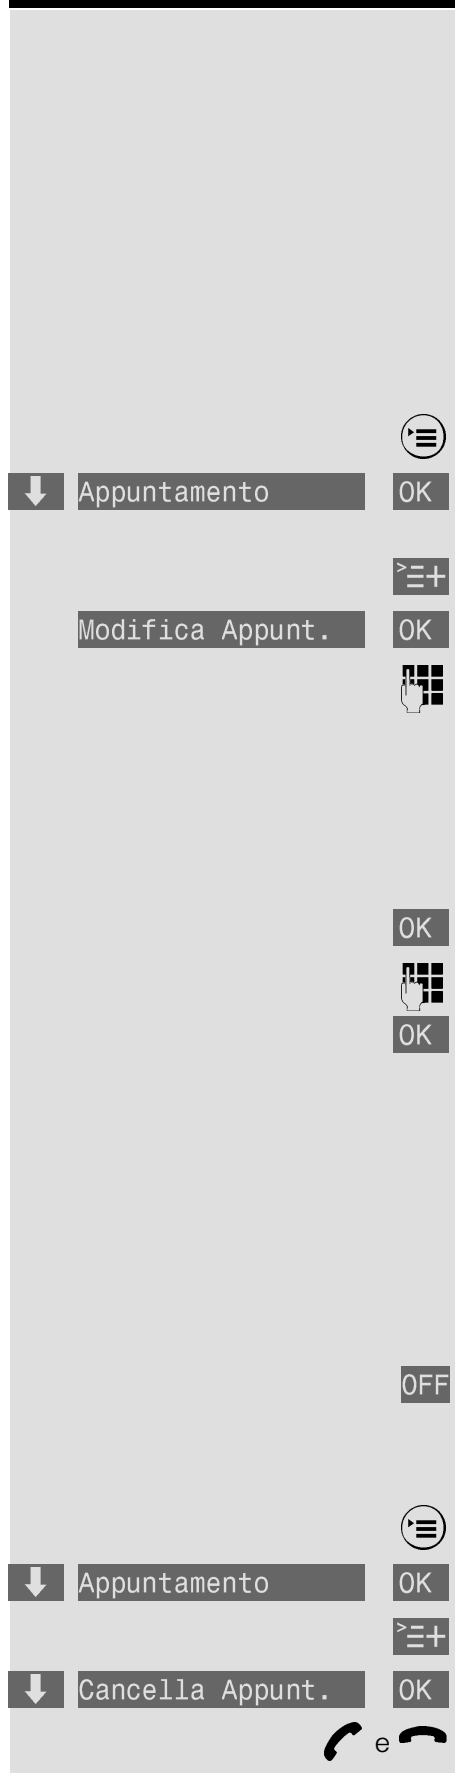 Appuntamento OK
Modifica Appunt. OK
OK
OK
OFF
Appuntamento OK
Cancella Appunt. OK
e